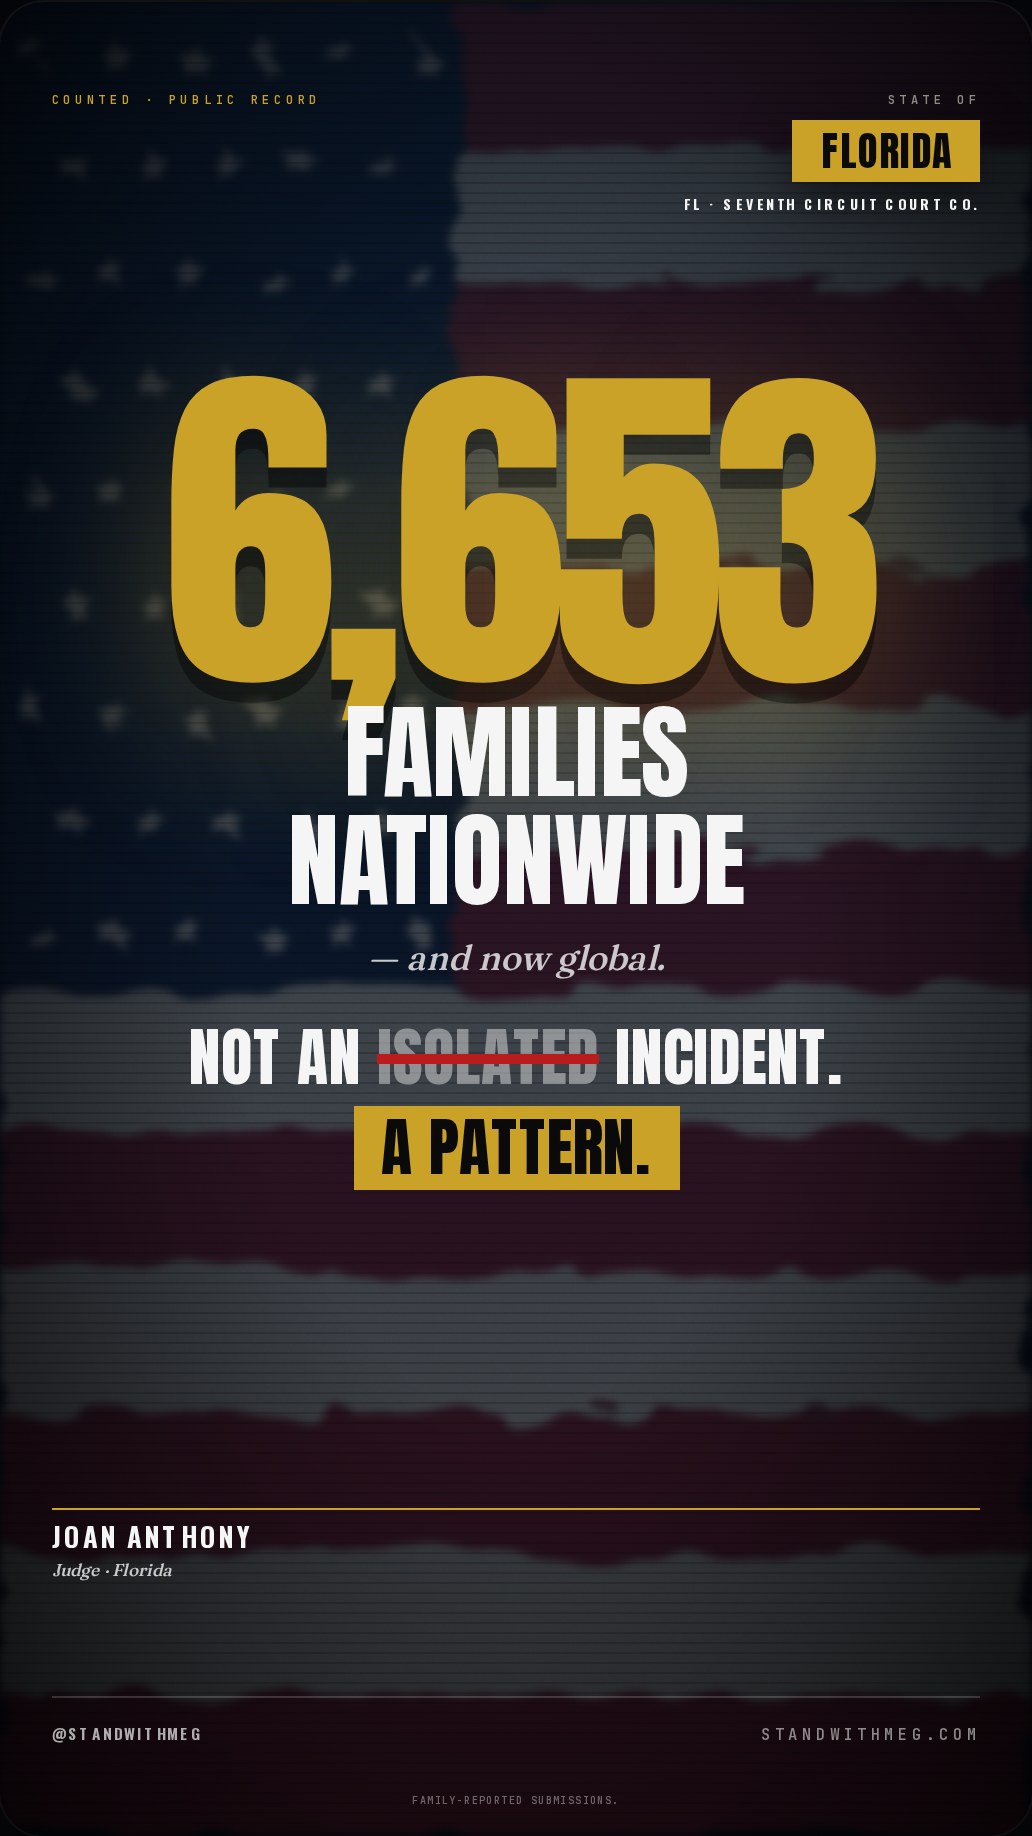 COUNTED · PUBLIC RECORD
STATE OF
FLORIDA
FL · SEVENTH CIRCUIT COURT CO.
6,653
FAMILIES
NATIONWIDE
— and now global.
NOT AN ISOLATED INCIDENT.
A PATTERN.
JOAN ANTHONY
Judge · Florida
@STANDWITHMEG
STANDWITHMEG.COM
FAMILY-REPORTED SUBMISSIONS.